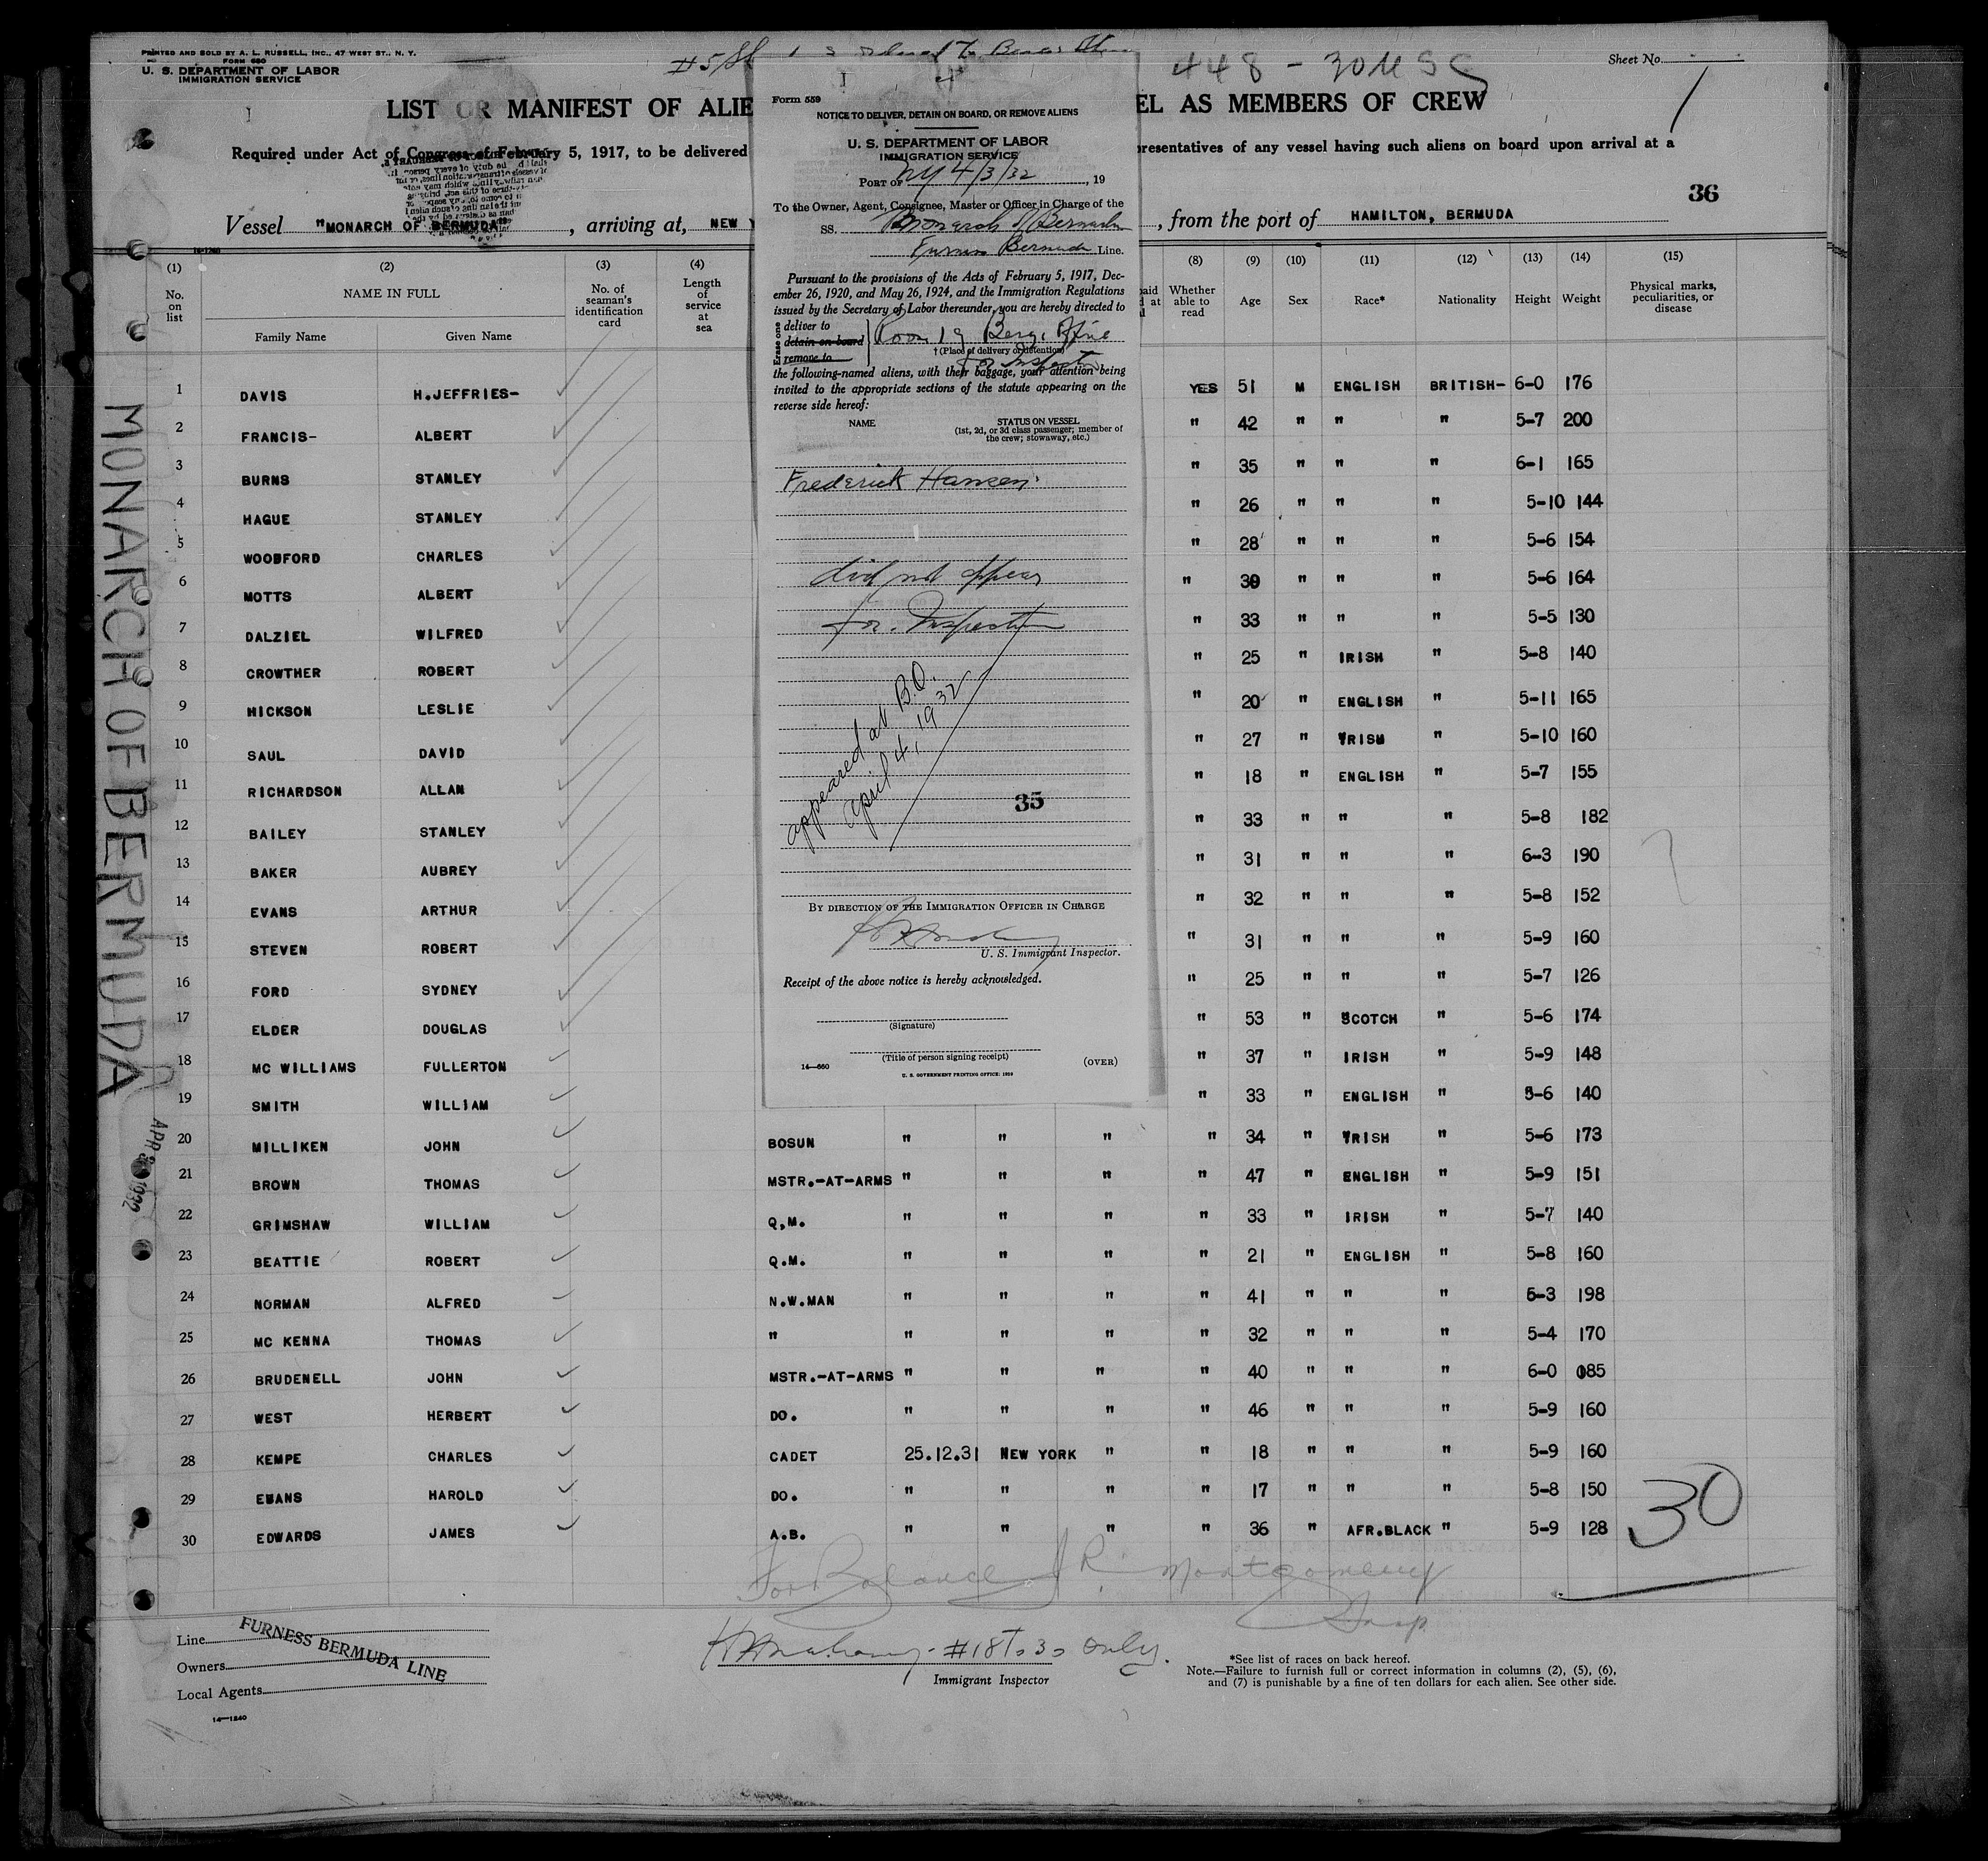 PRINTED AND SOLD BY A. L. RUSSELL, INC., 47 WEST ST., N. Y.
FORM 680
U. S. DEPARTMENT OF LABOR
IMMIGRATION SERVICE
448 - 30
Sheet No. 1
LIST OR MANIFEST OF ALIE
EL AS MEMBERS OF CREW
Required under Act of Congress of February 5, 1917, to be delivered
presentatives of any vessel having such aliens on board upon arrival at a
36
Vessel "MONARCH OF BERMUDA", arriving at, NEW Y
, from the port of HAMILTON, BERMUDA
Form 559
NOTICE TO DELIVER, DETAIN ON BOARD, OR REMOVE ALIENS
U. S. DEPARTMENT OF LABOR
IMMIGRATION SERVICE
PORT OF NY 4/3/32, 19
To the Owner, Agent, Consignee, Master or Officer in Charge of the
SS. Monarch of Bermuda
Furness Bermuda Line.
Pursuant to the provisions of the Acts of February 5, 1917, Dec-
ember 26, 1920, and May 26, 1924, and the Immigration Regulations
issued by the Secretary of Labor thereunder, you are hereby directed to
Erase one
deliver to
detain on board
remove to
Room 19
† (Place of delivery or detention)
the following-named aliens, with their baggage, your attention being
invited to the appropriate sections of the statute appearing on the
reverse side hereof:
NAME
STATUS ON VESSEL
(1st, 2d, or 3d class passenger; member of
the crew; stowaway, etc.)
Frederick Hansen
did not appear
for Inspection
appeared at B.O.
April 4, 1932
35
BY DIRECTION OF THE IMMIGRATION OFFICER IN CHARGE
U. S. Immigrant Inspector.
Receipt of the above notice is hereby acknowledged.
(Signature)
(Title of person signing receipt)
14—660
(OVER)
U. S. GOVERNMENT PRINTING OFFICE: 1929
14-1240
(1) (2) (3) (4) (8) (9) (10) (11) (12) (13) (14) (15)
No. on list
NAME IN FULL
Family Name
Given Name
No. of seaman's identification card
Length of service at sea
Whether able to read
Age
Sex
Race*
Nationality
Height
Weight
Physical marks, peculiarities, or disease
1 DAVIS H.JEFFRIES- YES 51 M ENGLISH BRITISH- 6-0 176
2 FRANCIS- ALBERT " 42 " " " 5-7 200
3 BURNS STANLEY " 35 " " " 6-1 165
4 HAGUE STANLEY " 26 " " " 5-10 144
5 WOODFORD CHARLES " 28 " " " 5-6 154
6 MOTTS ALBERT " 30 " " " 5-6 164
7 DALZIEL WILFRED " 33 " " " 5-5 130
8 CROWTHER ROBERT " 25 " IRISH " 5-8 140
9 HICKSON LESLIE " 20 " ENGLISH " 5-11 165
10 SAUL DAVID " 27 " IRISH " 5-10 160
11 RICHARDSON ALLAN " 18 " ENGLISH " 5-7 155
12 BAILEY STANLEY " 33 " " " 5-8 182
13 BAKER AUBREY " 31 " " " 6-3 190
14 EVANS ARTHUR " 32 " " " 5-8 152
15 STEVEN ROBERT " 31 " " " 5-9 160
16 FORD SYDNEY " 25 " " " 5-7 126
17 ELDER DOUGLAS " 53 " SCOTCH " 5-6 174
18 MC WILLIAMS FULLERTON " 37 " IRISH " 5-9 148
19 SMITH WILLIAM " 33 " ENGLISH " 5-6 140
20 MILLIKEN JOHN BOSUN " " " " 34 " IRISH " 5-6 173
21 BROWN THOMAS MSTR.-AT-ARMS " " " " 47 " ENGLISH " 5-9 151
22 GRIMSHAW WILLIAM Q,M. " " " " 33 " IRISH " 5-7 140
23 BEATTIE ROBERT Q.M. " " " " 21 " ENGLISH " 5-8 160
24 NORMAN ALFRED N.W.MAN " " " " 41 " " " 6-3 198
25 MC KENNA THOMAS " " " " " 32 " " " 5-4 170
26 BRUDENELL JOHN MSTR.-AT-ARMS " " " " 40 " " " 6-0 085
27 WEST HERBERT DO. " " " " 46 " " " 5-9 160
28 KEMPE CHARLES CADET 25.12.31 NEW YORK " " 18 " " " 5-9 160
29 EWANS HAROLD DO. " " " " 17 " " " 5-8 150
30 EDWARDS JAMES A.B. " " " " 36 " AFR.BLACK " 5-9 128
30
MONARCH OF BERMUDA
APR 3 1932
For Balance J R. Montgomery
Insp
#18 To 30 only.
Immigrant Inspector
Line
Owners
Local Agents
FURNESS BERMUDA LINE
14—1240
*See list of races on back hereof.
Note.—Failure to furnish full or correct information in columns (2), (5), (6),
and (7) is punishable by a fine of ten dollars for each alien. See other side.